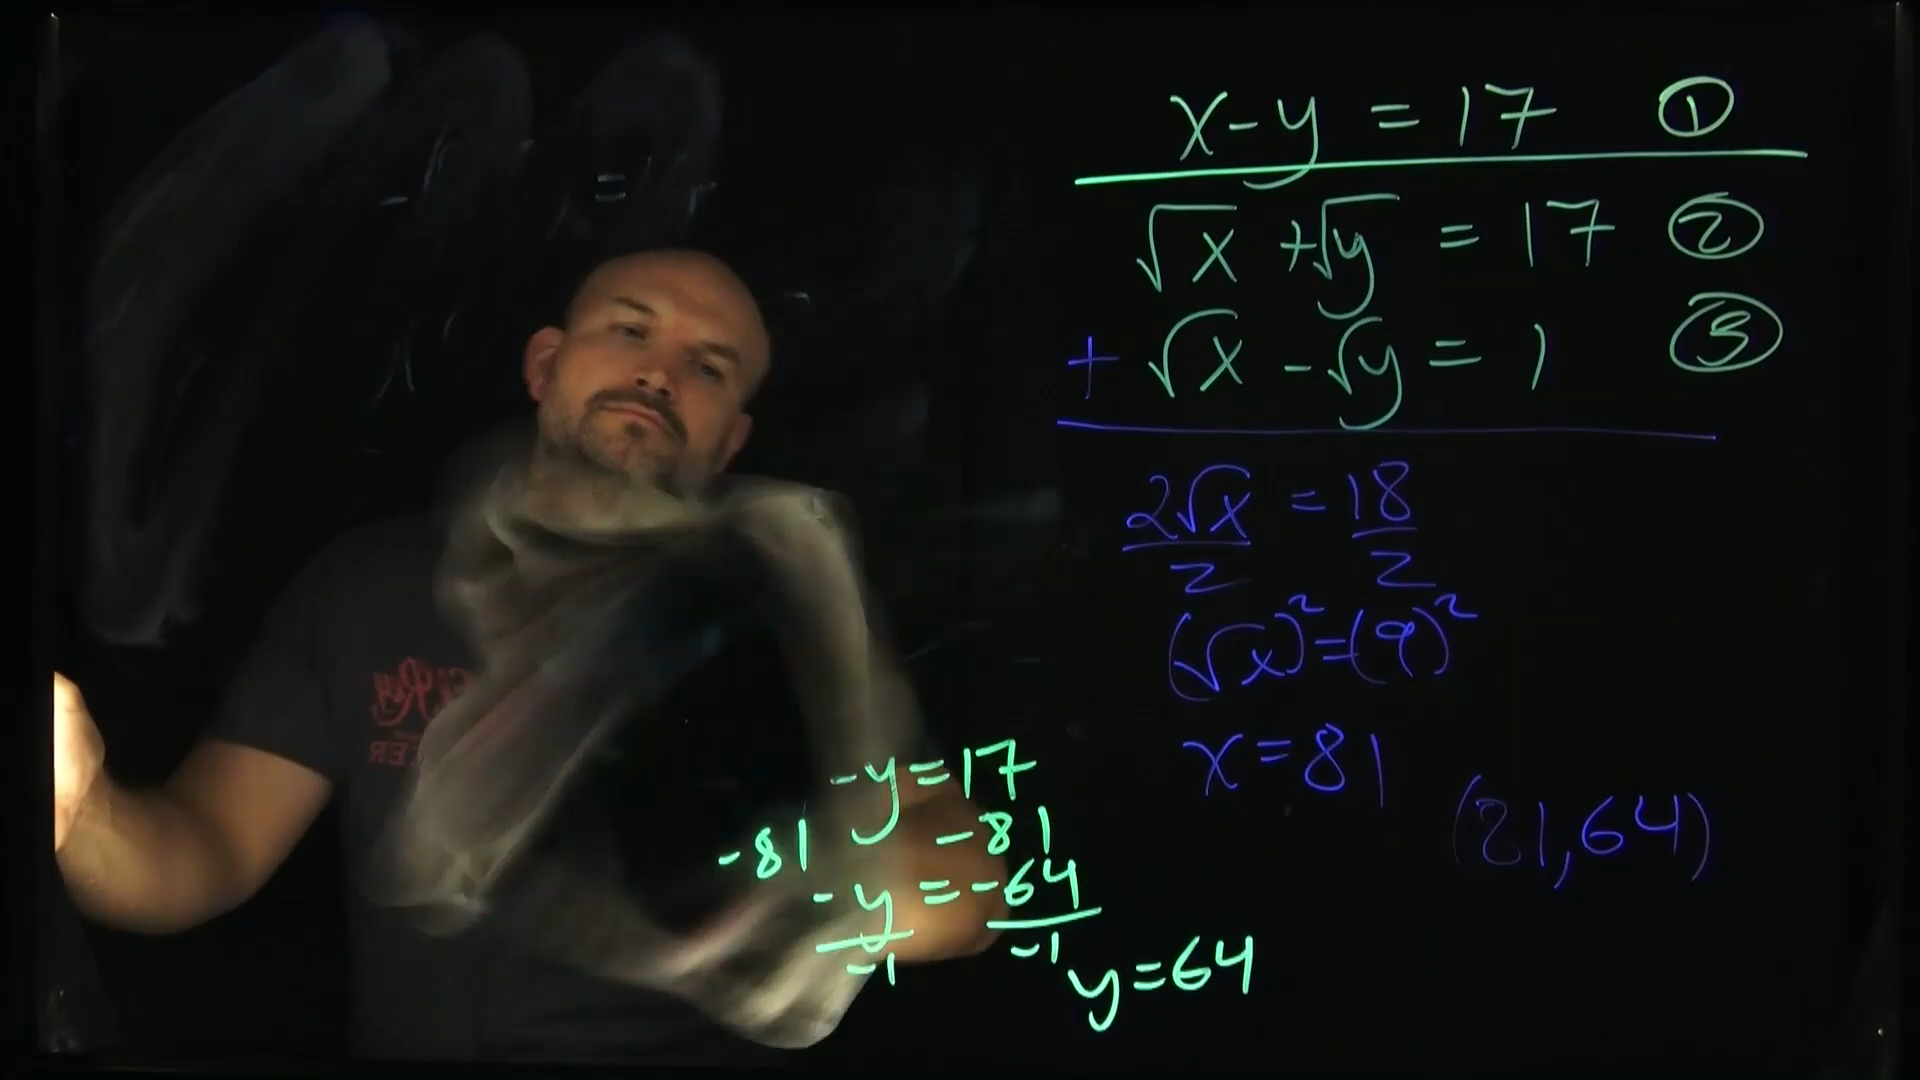 x - y = 17 ①
√x + √y = 17 ②
+ √x - √y = 1 ③
2√x = 18
2 2
(√x)² = (9)²
x = 81
(81, 64)
-y = 17
-81 -81
-y = -64
-1 -1
y = 64